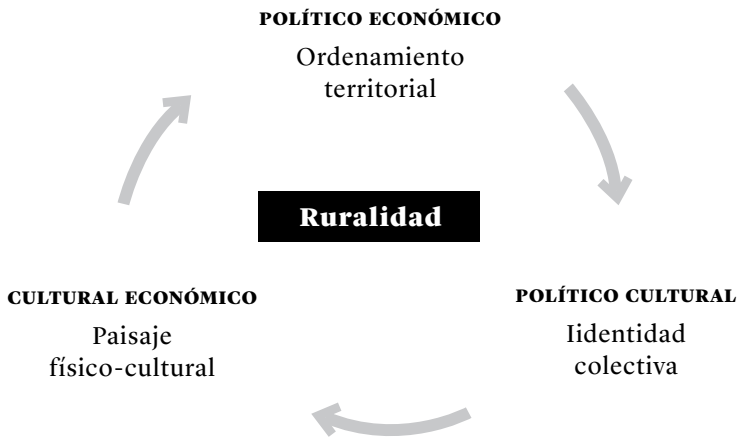 POLÍTICO ECONÓMICO
Ordenamiento
territorial
Ruralidad
CULTURAL ECONÓMICO
Paisaje
físico-cultural
POLÍTICO CULTURAL
Iidentidad
colectiva